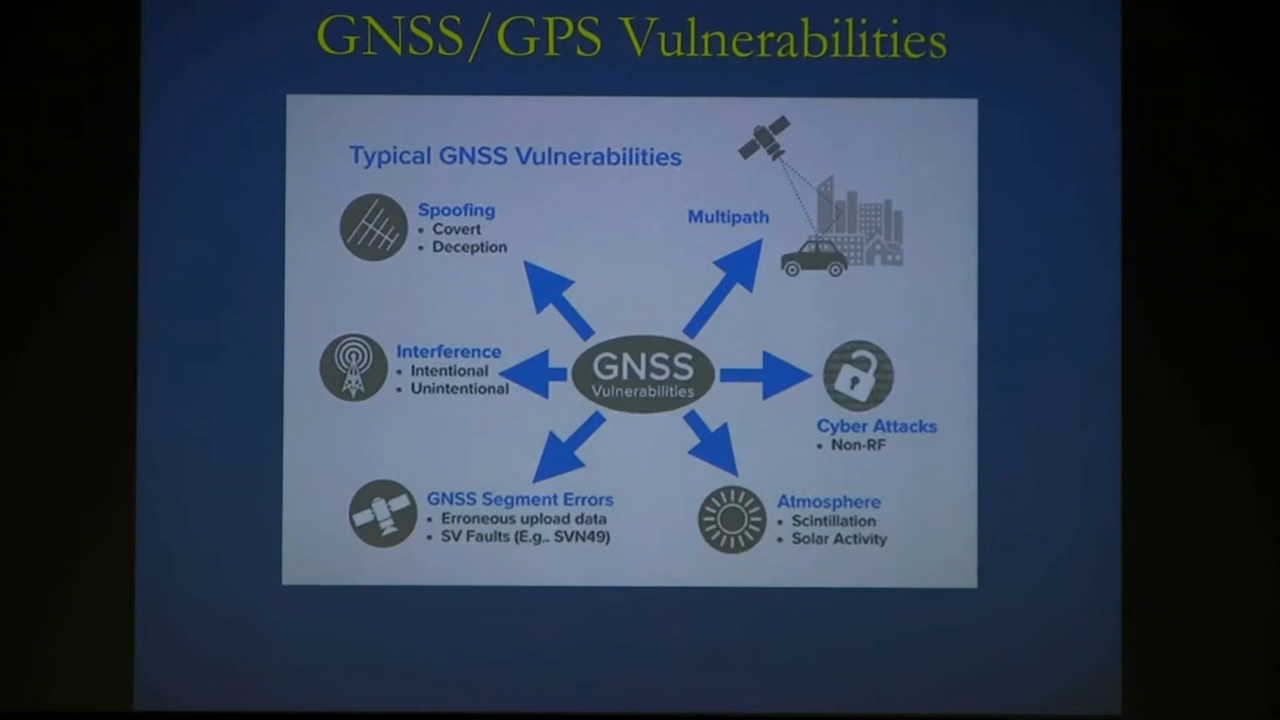 GNSS/GPS Vulnerabilities
Typical GNSS Vulnerabilities
Spoofing
• Covert
• Deception
Multipath
Interference
• Intentional
• Unintentional
GNSS
Vulnerabilities
Cyber Attacks
• Non-RF
GNSS Segment Errors
• Erroneous upload data
• SV Faults (E.g.. SVN49)
Atmosphere
• Scintillation
• Solar Activity